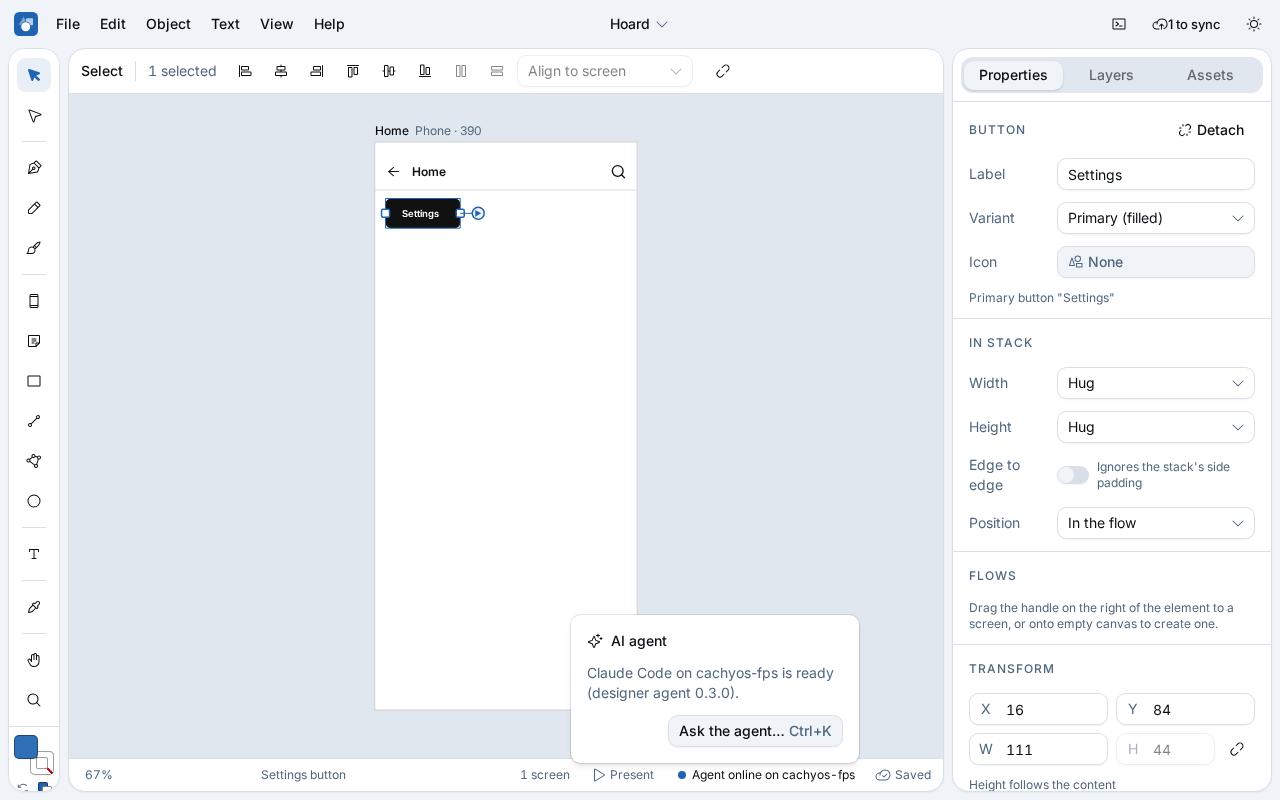 File Edit Object Text View Help
Hoard
1 to sync
Select
1 selected
Align to screen
Properties
Layers
Assets
Home Phone · 390
Home
Settings
BUTTON
Detach
Label
Settings
Variant
Primary (filled)
Icon
None
Primary button "Settings"
IN STACK
Width
Hug
Height
Hug
Edge to
edge
Ignores the stack's side
padding
Position
In the flow
FLOWS
Drag the handle on the right of the element to a
screen, or onto empty canvas to create one.
TRANSFORM
X 16
Y 84
W 111
H 44
Height follows the content
AI agent
Claude Code on cachyos-fps is ready
(designer agent 0.3.0).
Ask the agent... Ctrl+K
67%
Settings button
1 screen
Present
Agent online on cachyos-fps
Saved